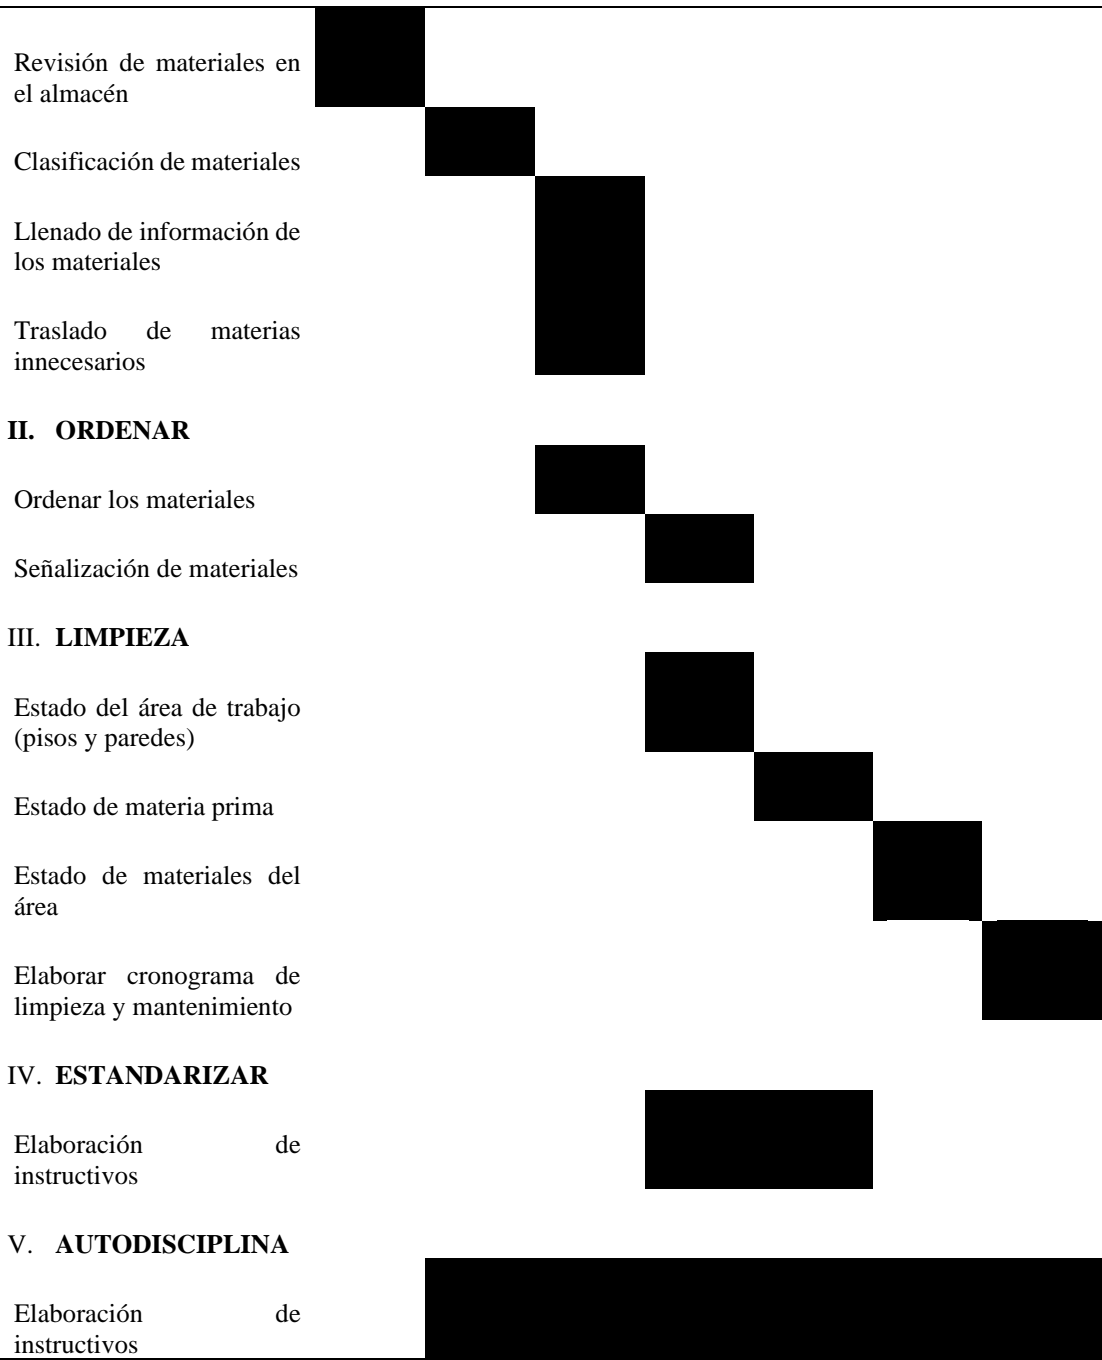 Revisión de materiales en
el almacén
Clasificación de materiales
Llenado de información de
los materiales
Traslado de materias
innecesarios
II. ORDENAR
Ordenar los materiales
Señalización de materiales
III. LIMPIEZA
Estado del área de trabajo
(pisos y paredes)
Estado de materia prima
Estado de materiales del
área
Elaborar cronograma de
limpieza y mantenimiento
IV. ESTANDARIZAR
Elaboración de
instructivos
V. AUTODISCIPLINA
Elaboración de
instructivos